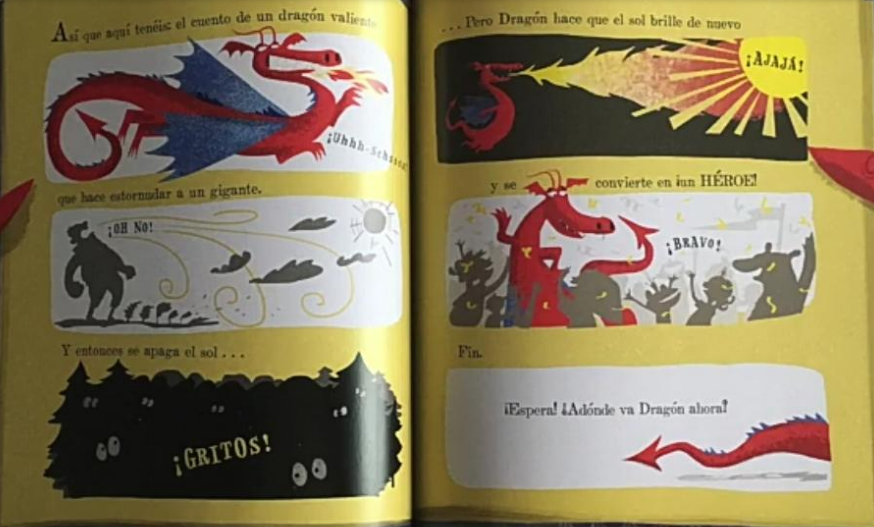 Así que aquí tenéis: el cuento de un dragón valiente
¡Uhhh-Schssss!
que hace estornudar a un gigante.
¡OH NO!
Y entonces se apaga el sol . . .
¡GRITOS!
. . . Pero Dragón hace que el sol brille de nuevo
¡AJAJÁ!
y se convierte en ¡un HÉROE!
¡BRAVO!
Fin.
¡Espera! ¿Adónde va Dragón ahora?